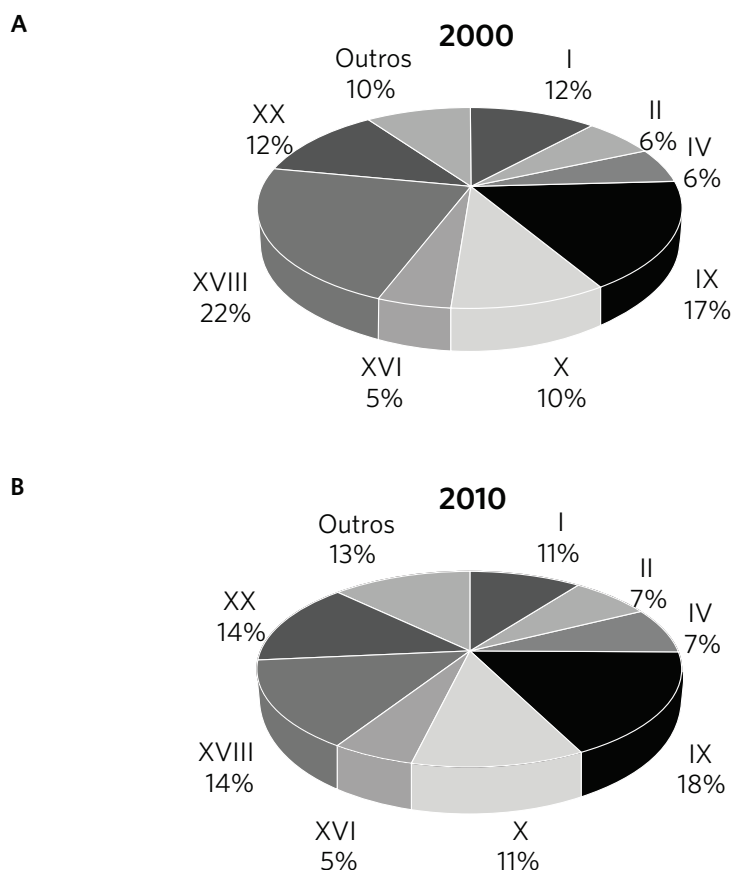 A
2000
Outros
10%
I
12%
II
6%
IV
6%
XX
12%
IX
17%
XVIII
22%
XVI
5%
X
10%
B
2010
Outros
13%
I
11%
II
7%
IV
7%
XX
14%
IX
18%
XVIII
14%
XVI
5%
X
11%